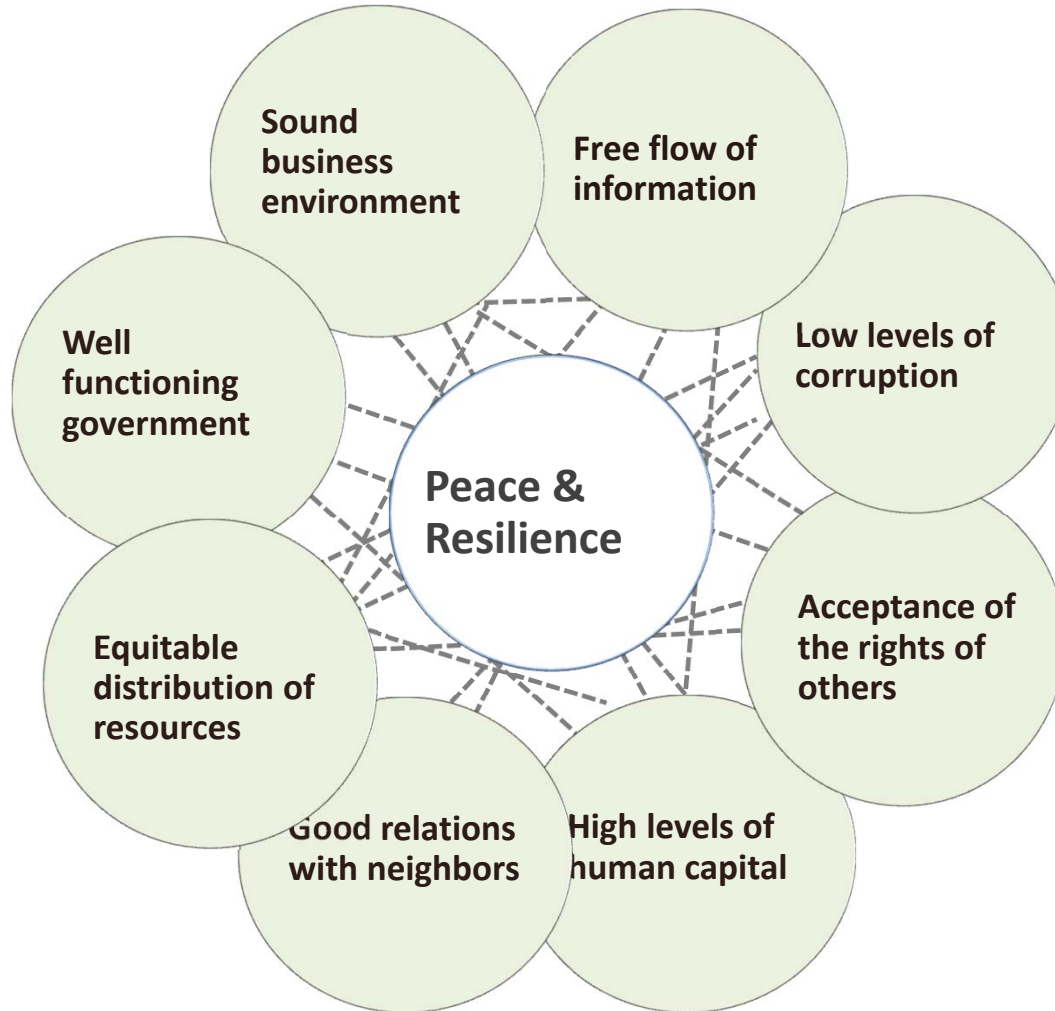 Sound
business
environment
Free flow of
information
Low levels of
corruption
Acceptance of
the rights of
others
High levels of
human capital
Good relations
with neighbors
Equitable
distribution of
resources
Well
functioning
government
Peace &
Resilience